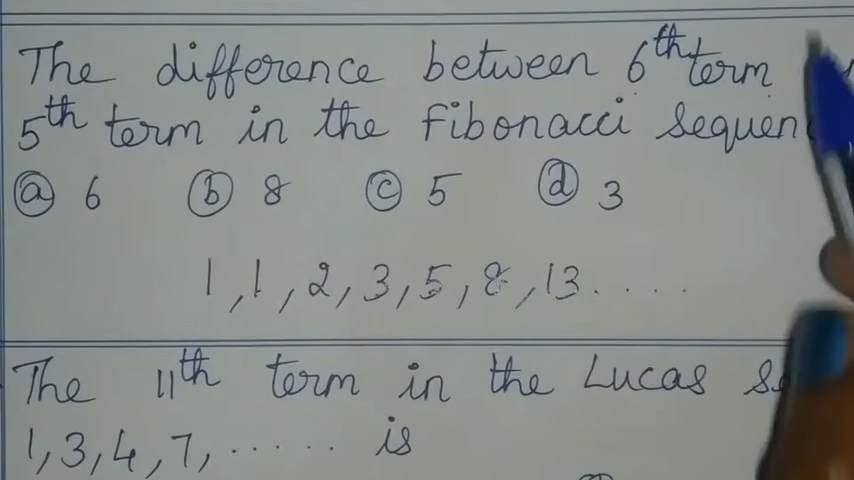 The difference between 6th term
5th term in the Fibonacci sequen
ⓐ 6 ⓑ 8 ⓒ 5 ⓓ 3
1, 1, 2, 3, 5, 8, 13. . . . .
The 11th term in the Lucas
1, 3, 4, 7, . . . . . . is